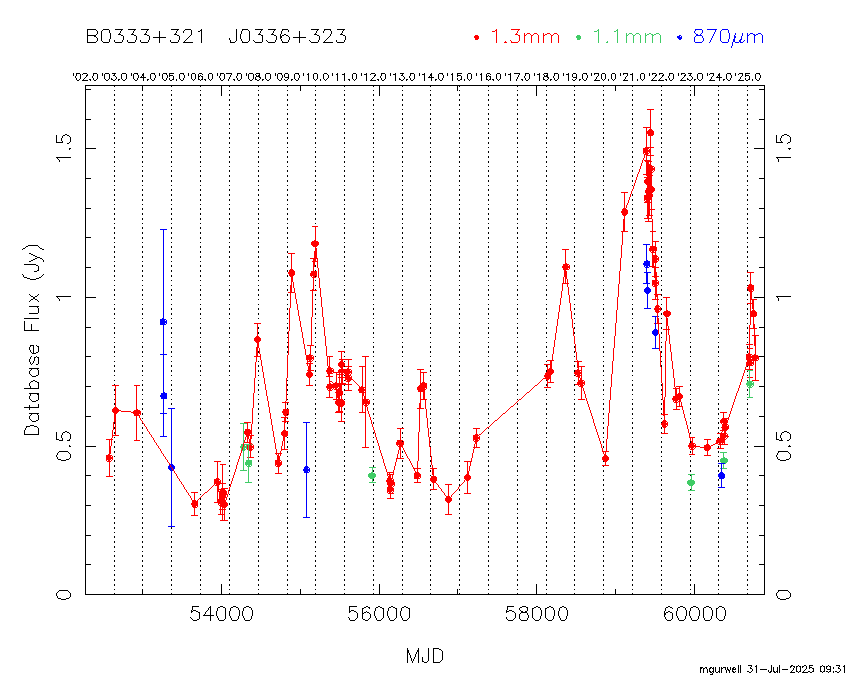 B0333+321 J0336+323 1.3mm 1.1mm 870μm
'02.0 '03.0 '04.0 '05.0 '06.0 '07.0 '08.0 '09.0 '10.0 '11.0 '12.0 '13.0 '14.0 '15.0 '16.0 '17.0 '18.0 '19.0 '20.0 '21.0 '22.0 '23.0 '24.0 '25.0
1.5 1.5
1 1
Database Flux (Jy)
0.5 0.5
0 0
54000 56000 58000 60000
MJD
mgurwell 31-Jul-2025 09:31